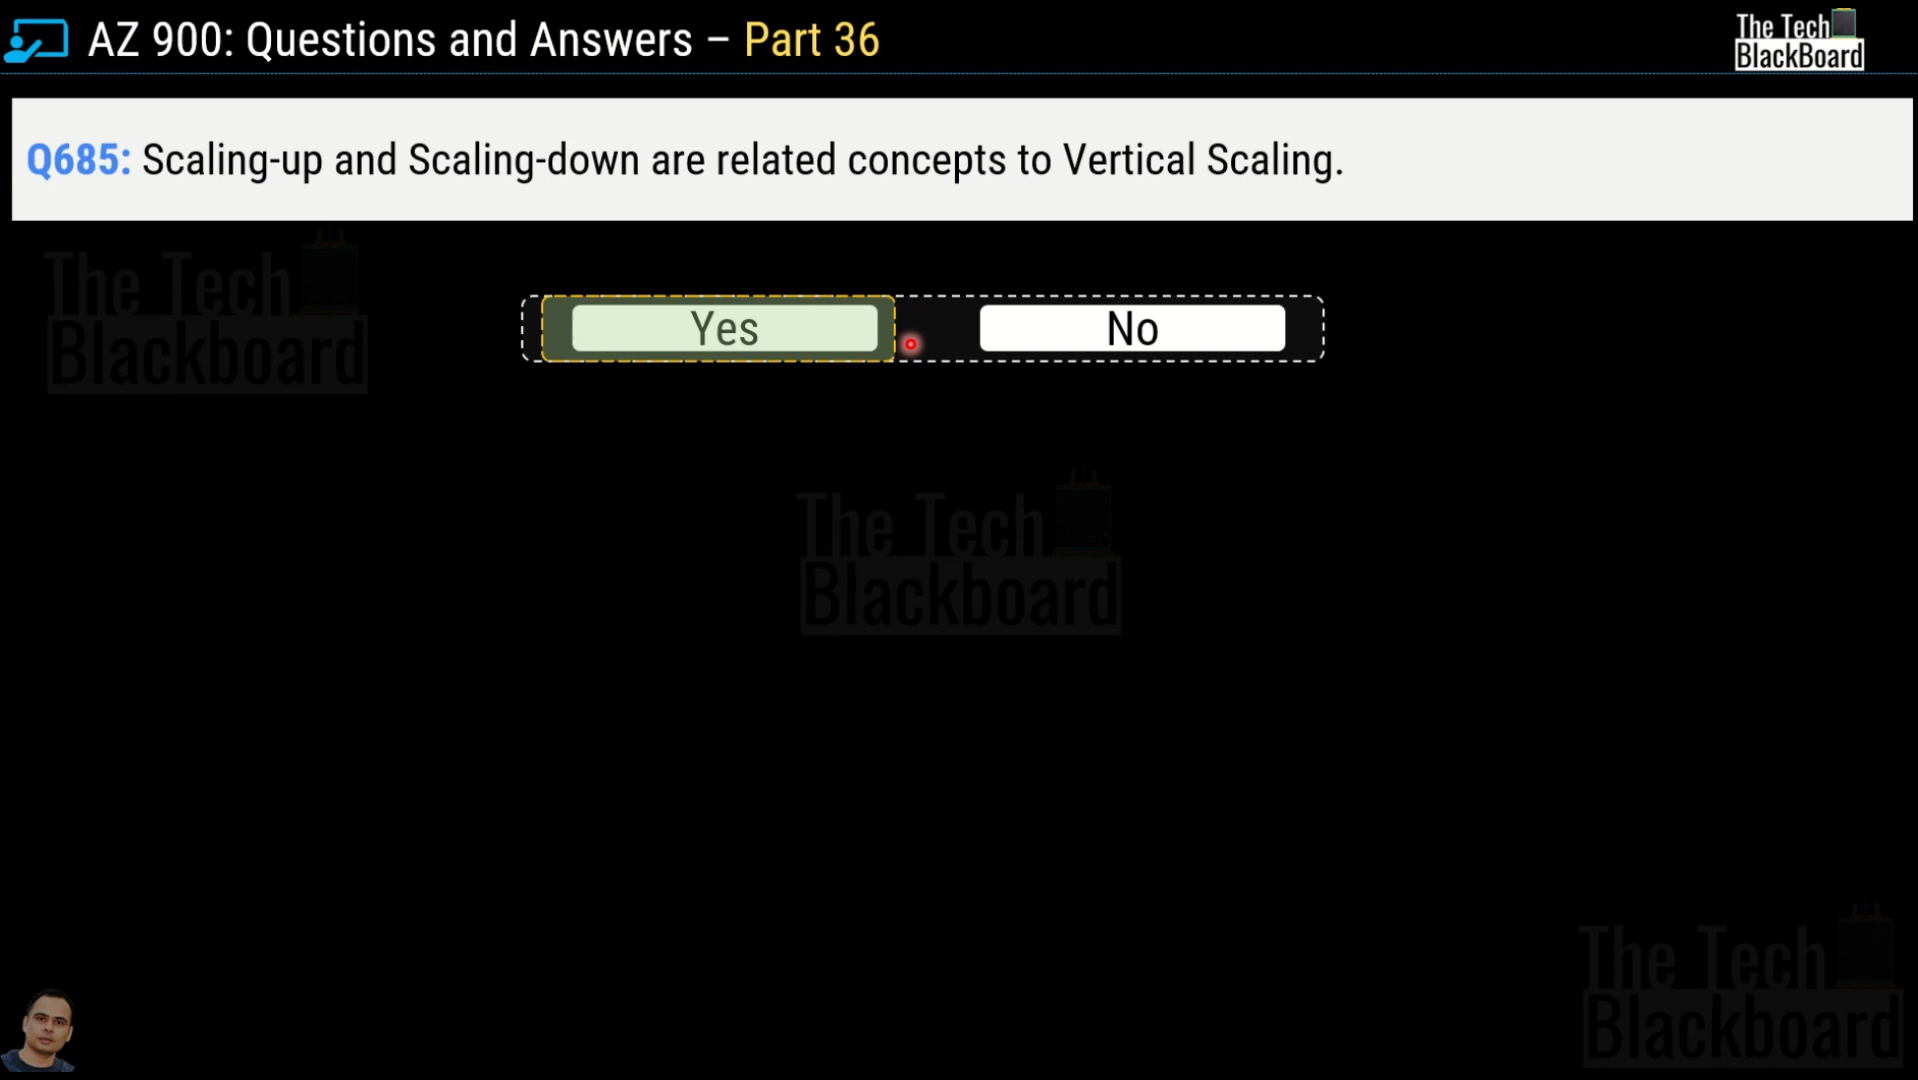 AZ 900: Questions and Answers – Part 36
The Tech
BlackBoard
Q685: Scaling-up and Scaling-down are related concepts to Vertical Scaling.
The Tech
Blackboard
Yes
No
The Tech
Blackboard
The Tech
Blackboard